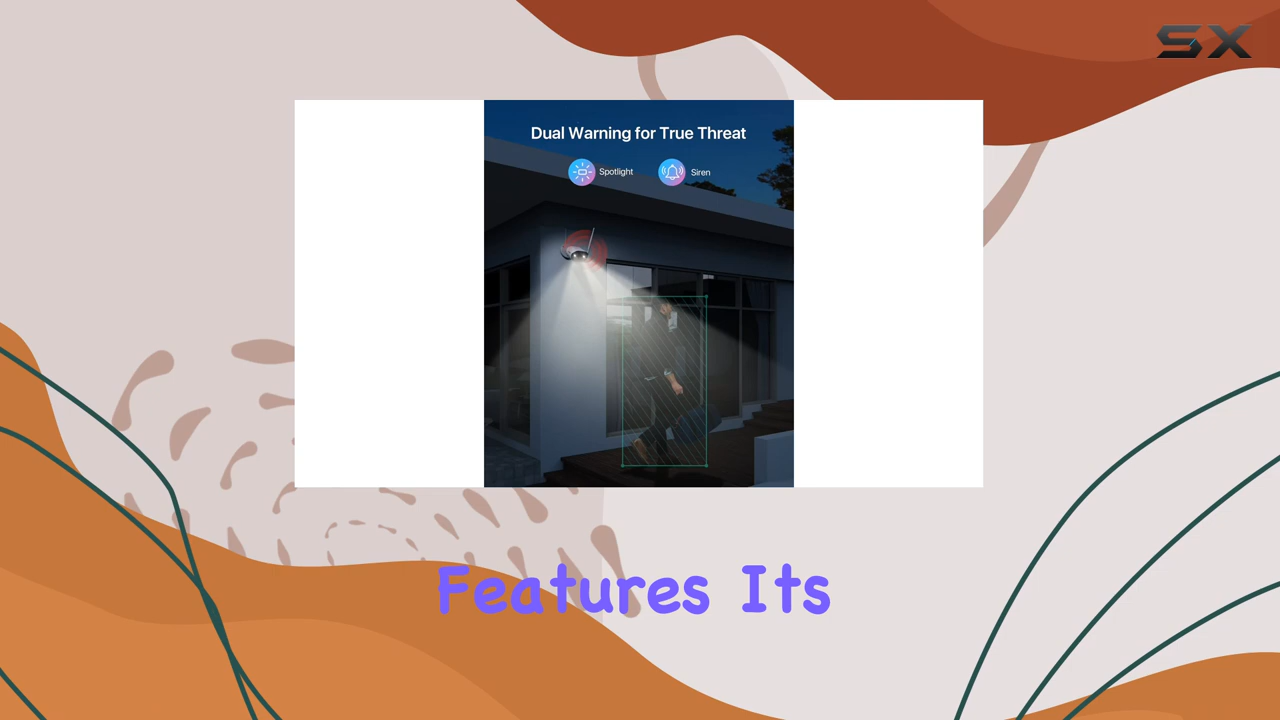 SX
Dual Warning for True Threat
Spotlight
Siren
Features Its